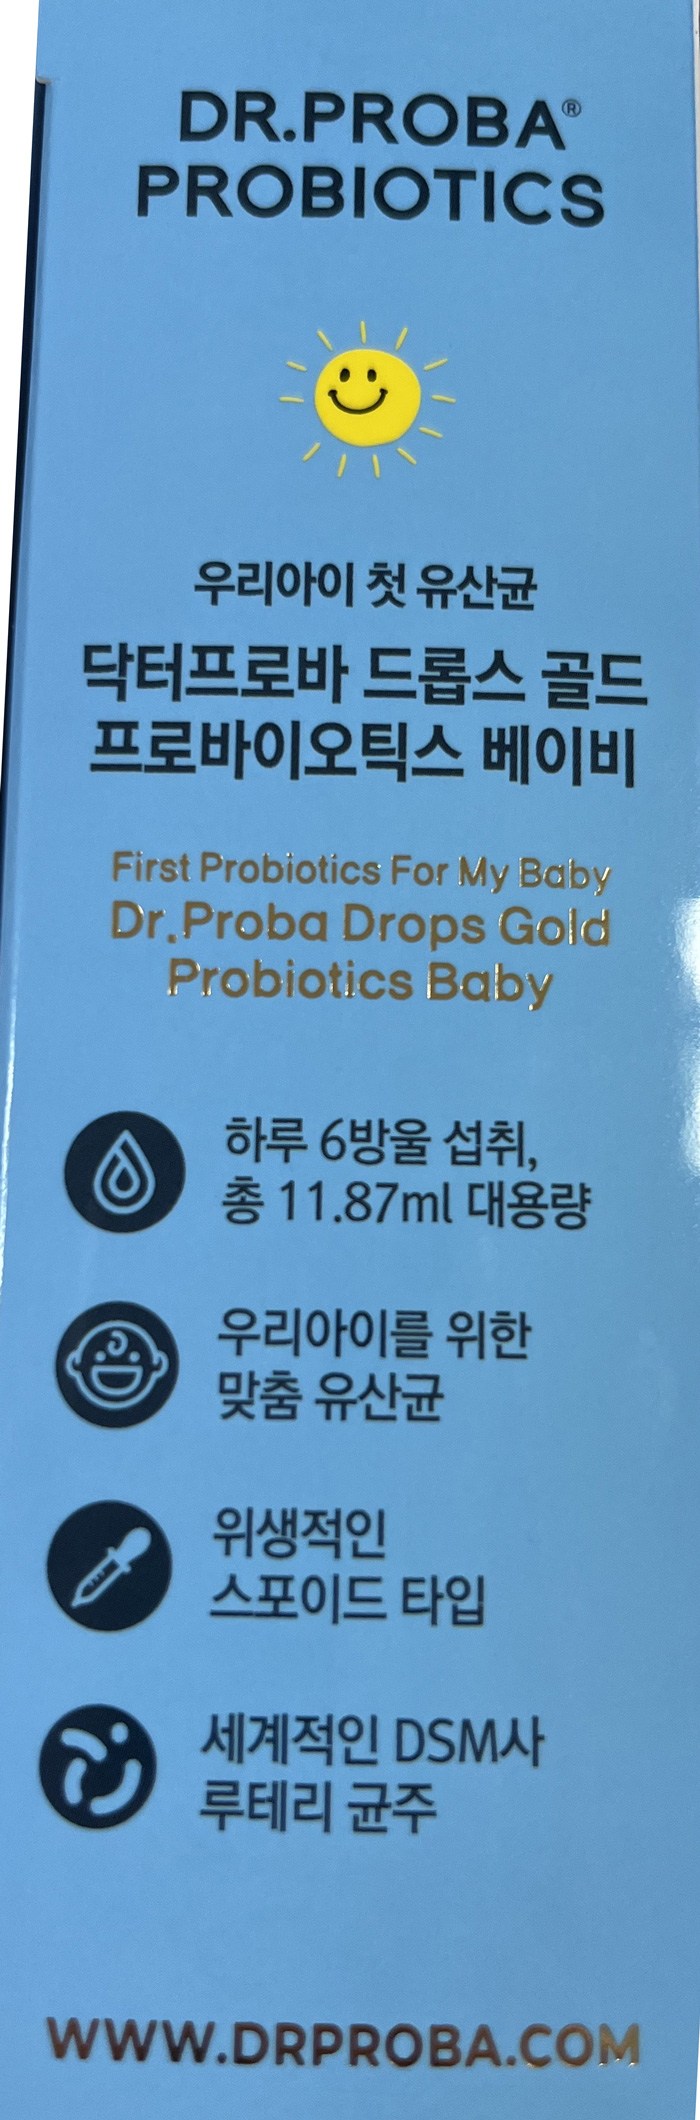 DR.PROBA®
PROBIOTICS
우리아이 첫 유산균
닥터프로바 드롭스 골드
프로바이오틱스 베이비
First Probiotics For My Baby
Dr.Proba Drops Gold
Probiotics Baby
하루 6방울 섭취,
총 11.87ml 대용량
우리아이를 위한
맞춤 유산균
위생적인
스포이드 타입
세계적인 DSM사
루테리 균주
WWW.DRPROBA.COM